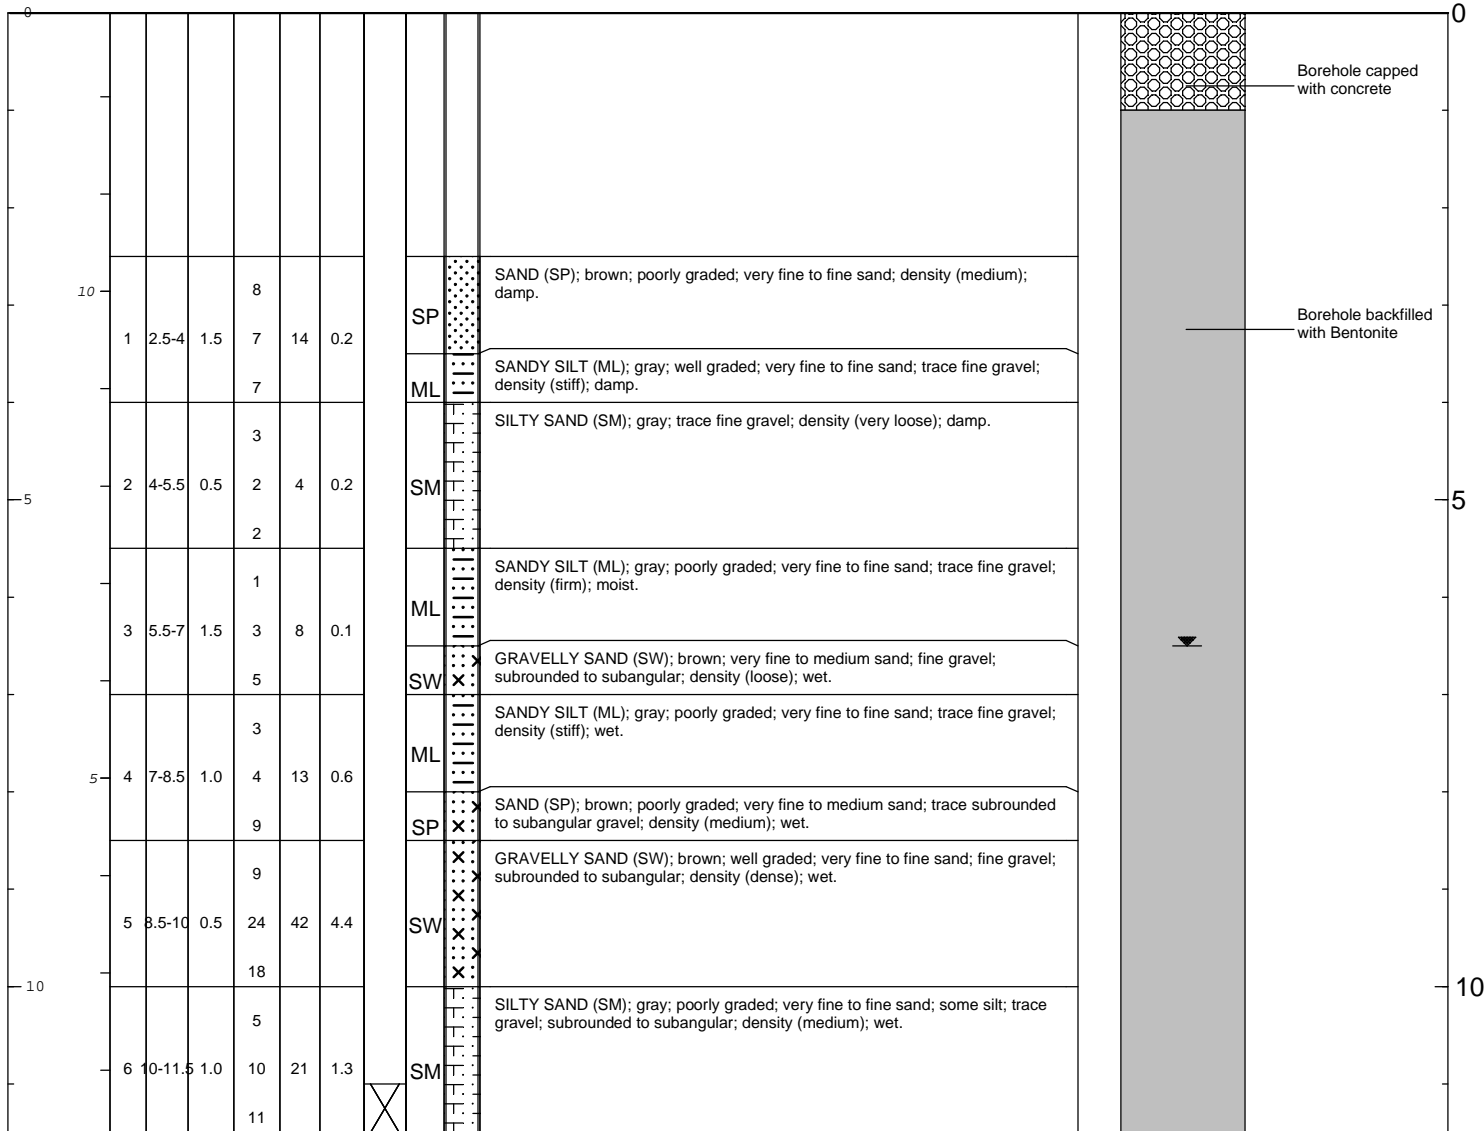 0
0
Borehole capped
with concrete
SAND (SP); brown; poorly graded; very fine to fine sand; density (medium);
damp.
10
8
1 2.5-4 1.5 7 14 0.2
7
SP
Borehole backfilled
with Bentonite
SANDY SILT (ML); gray; well graded; very fine to fine sand; trace fine gravel;
density (stiff); damp.
ML
SILTY SAND (SM); gray; trace fine gravel; density (very loose); damp.
3
2 4-5.5 0.5 2 4 0.2
2
SM
5
5
SANDY SILT (ML); gray; poorly graded; very fine to fine sand; trace fine gravel;
density (firm); moist.
1
3 5.5-7 1.5 3 8 0.1
5
ML
GRAVELLY SAND (SW); brown; very fine to medium sand; fine gravel;
subrounded to subangular; density (loose); wet.
SW
SANDY SILT (ML); gray; poorly graded; very fine to fine sand; trace fine gravel;
density (stiff); wet.
3
5 4 7-8.5 1.0 4 13 0.6
9
ML
SAND (SP); brown; poorly graded; very fine to medium sand; trace subrounded
to subangular gravel; density (medium); wet.
SP
GRAVELLY SAND (SW); brown; well graded; very fine to fine sand; fine gravel;
subrounded to subangular; density (dense); wet.
9
5 8.5-10 0.5 24 42 4.4
18
SW
10
10
SILTY SAND (SM); gray; poorly graded; very fine to fine sand; some silt; trace
gravel; subrounded to subangular; density (medium); wet.
5
6 10-11.5 1.0 10 21 1.3
11
SM